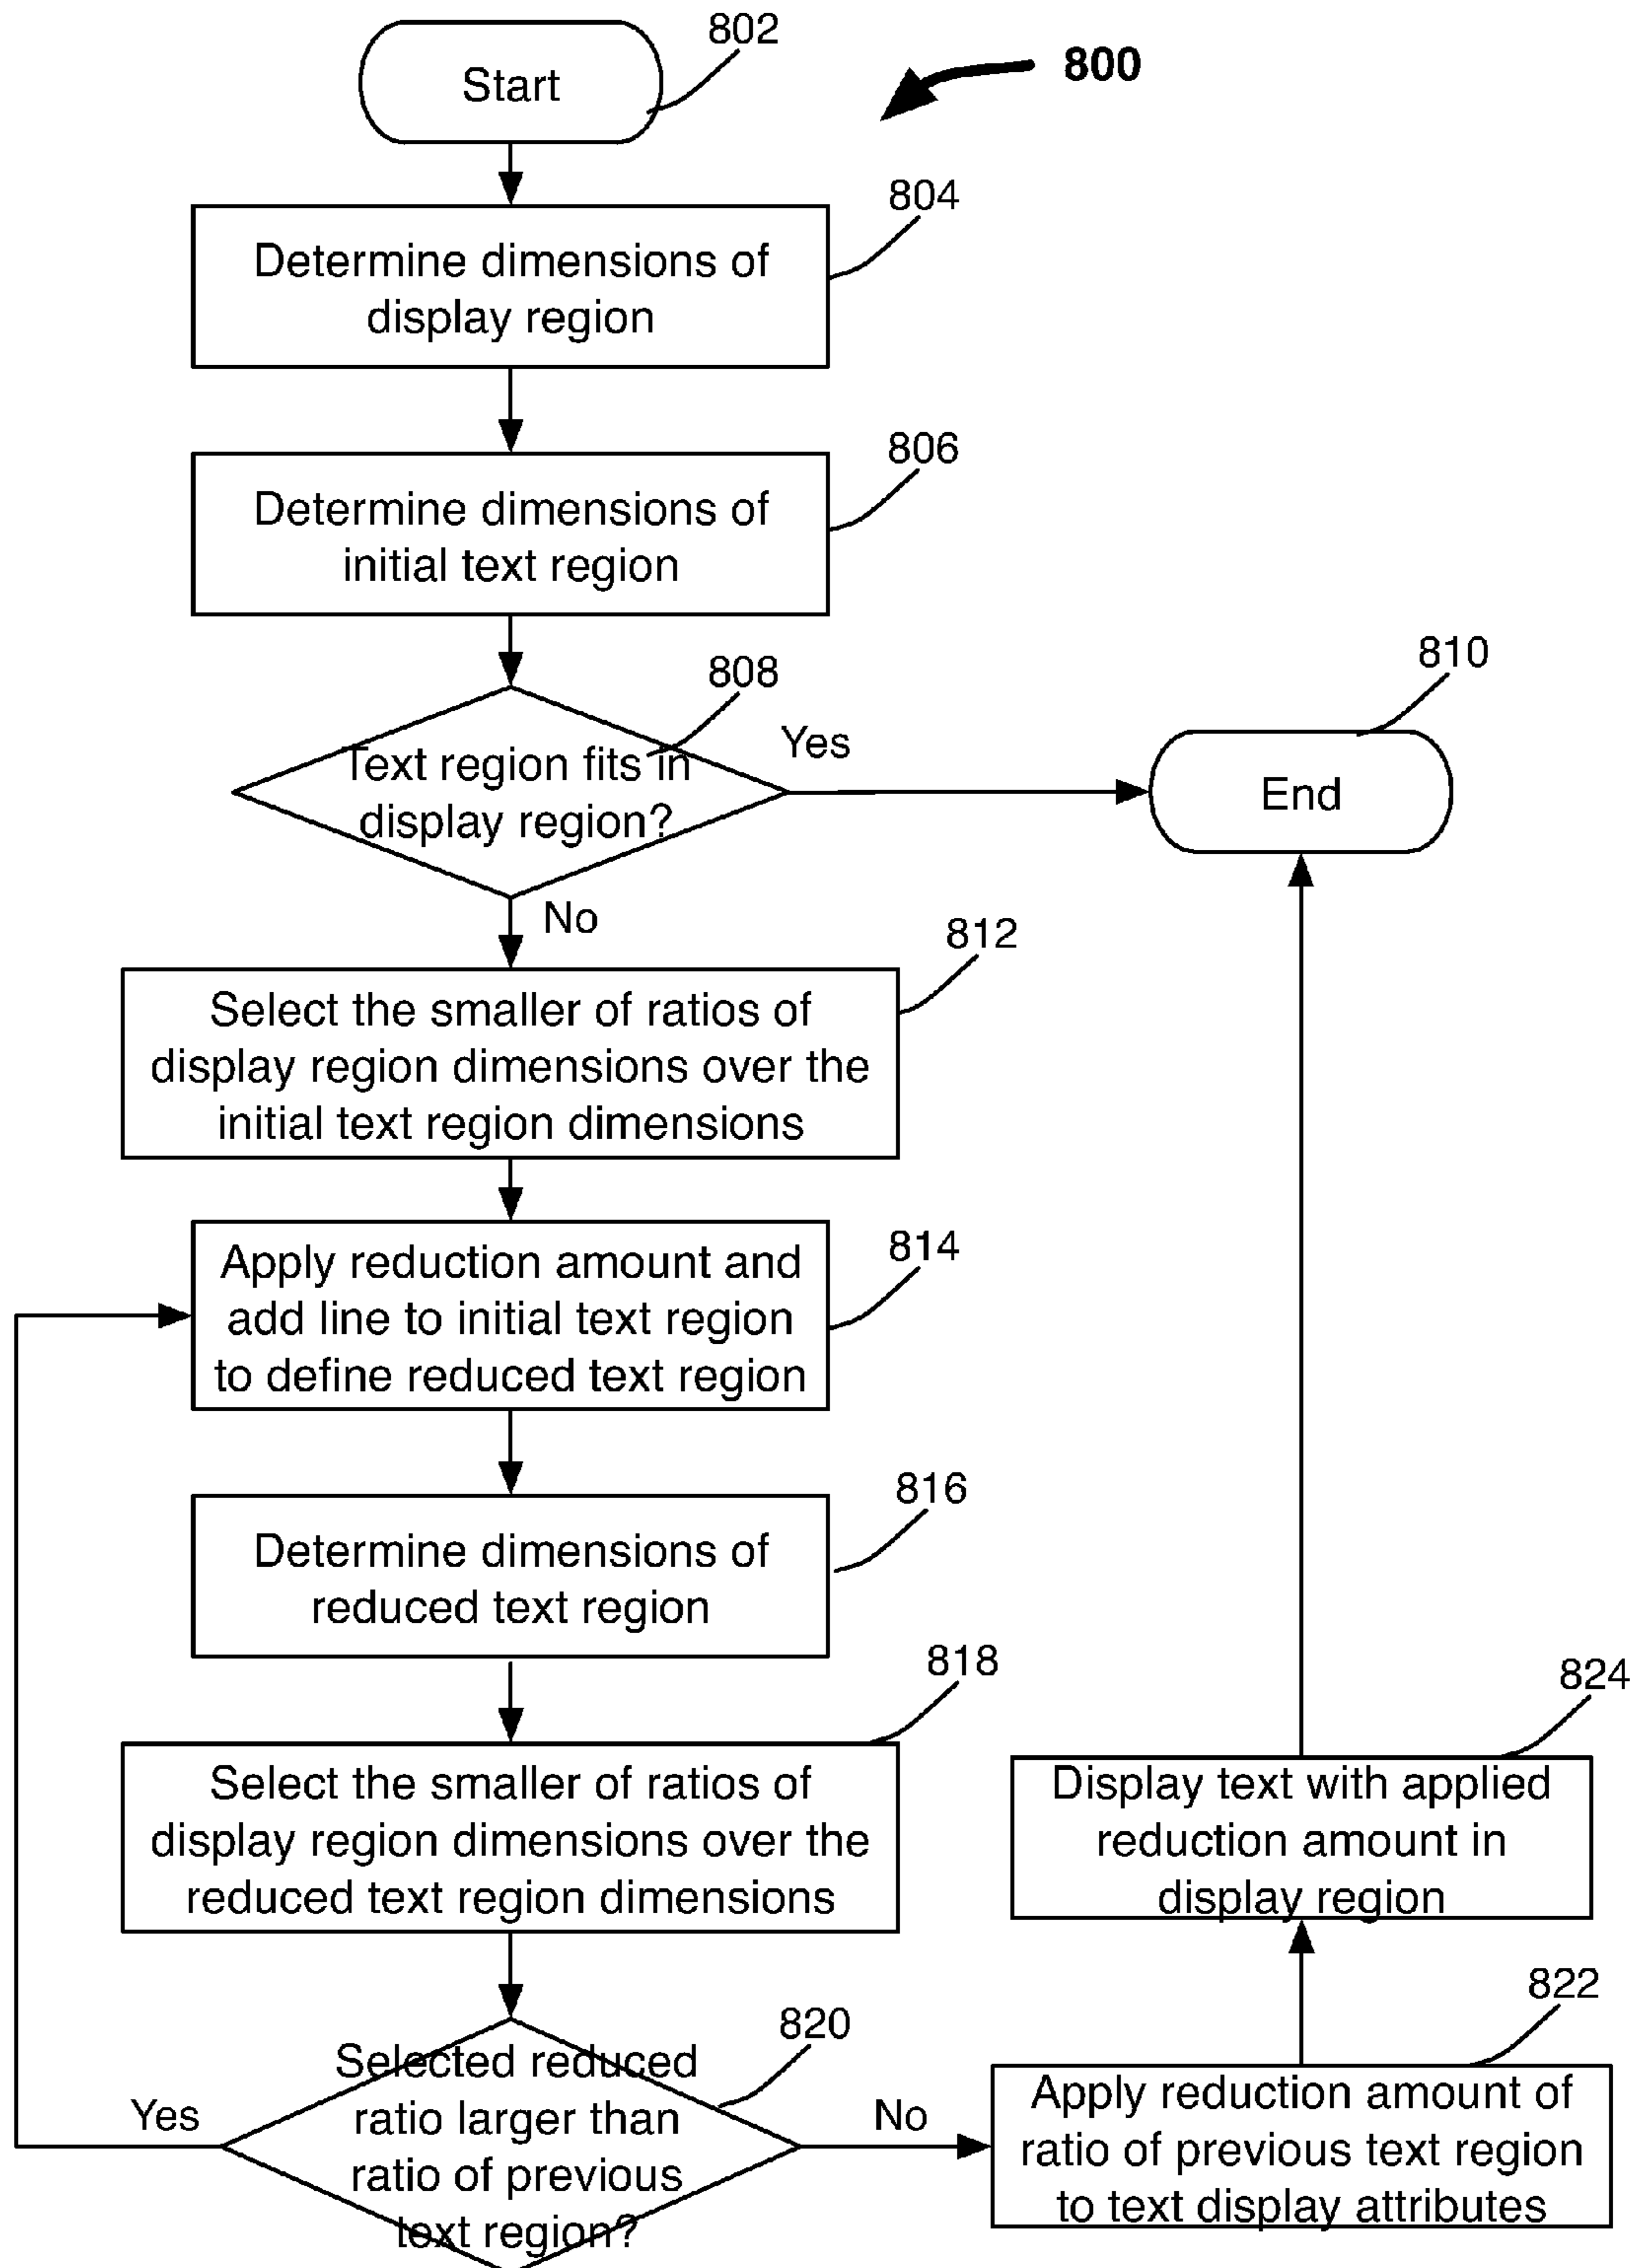 802
Start
800
804
Determine dimensions of
display region
806
Determine dimensions of
initial text region
808
Text region fits in
display region?
Yes
810
End
No
812
Select the smaller of ratios of
display region dimensions over the
initial text region dimensions
814
Apply reduction amount and
add line to initial text region
to define reduced text region
816
Determine dimensions of
reduced text region
818
Select the smaller of ratios of
display region dimensions over the
reduced text region dimensions
824
Display text with applied
reduction amount in
display region
820
Selected reduced
ratio larger than
ratio of previous
text region?
Yes
No
822
Apply reduction amount of
ratio of previous text region
to text display attributes